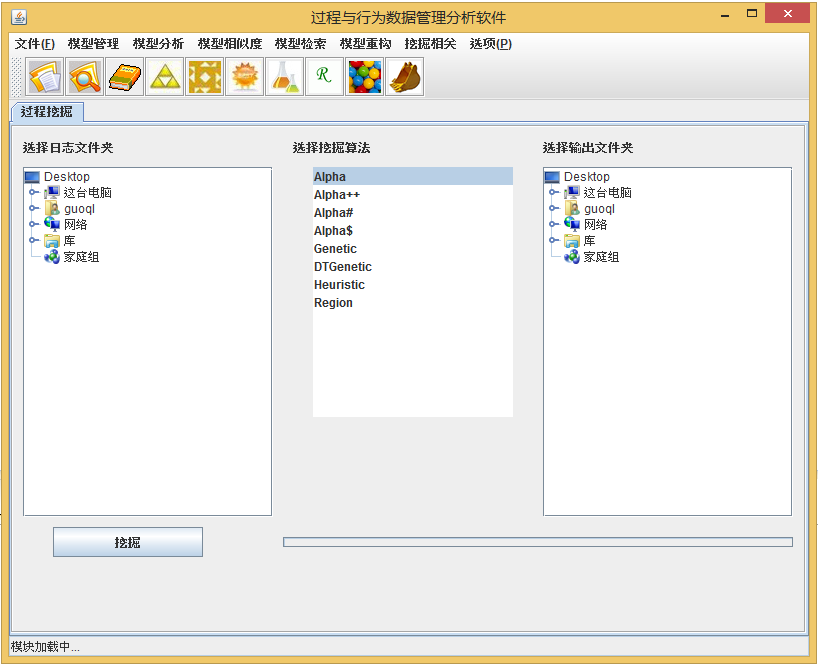 过程与行为数据管理分析软件
文件(F) 模型管理 模型分析 模型相似度 模型检索 模型重构 挖掘相关 选项(P)
R
过程挖掘
选择日志文件夹 选择挖掘算法 选择输出文件夹
Desktop
这台电脑
guoql
网络
库
家庭组
Alpha
Alpha++
Alpha#
Alpha$
Genetic
DTGenetic
Heuristic
Region
Desktop
这台电脑
guoql
网络
库
家庭组
挖掘
模块加载中...